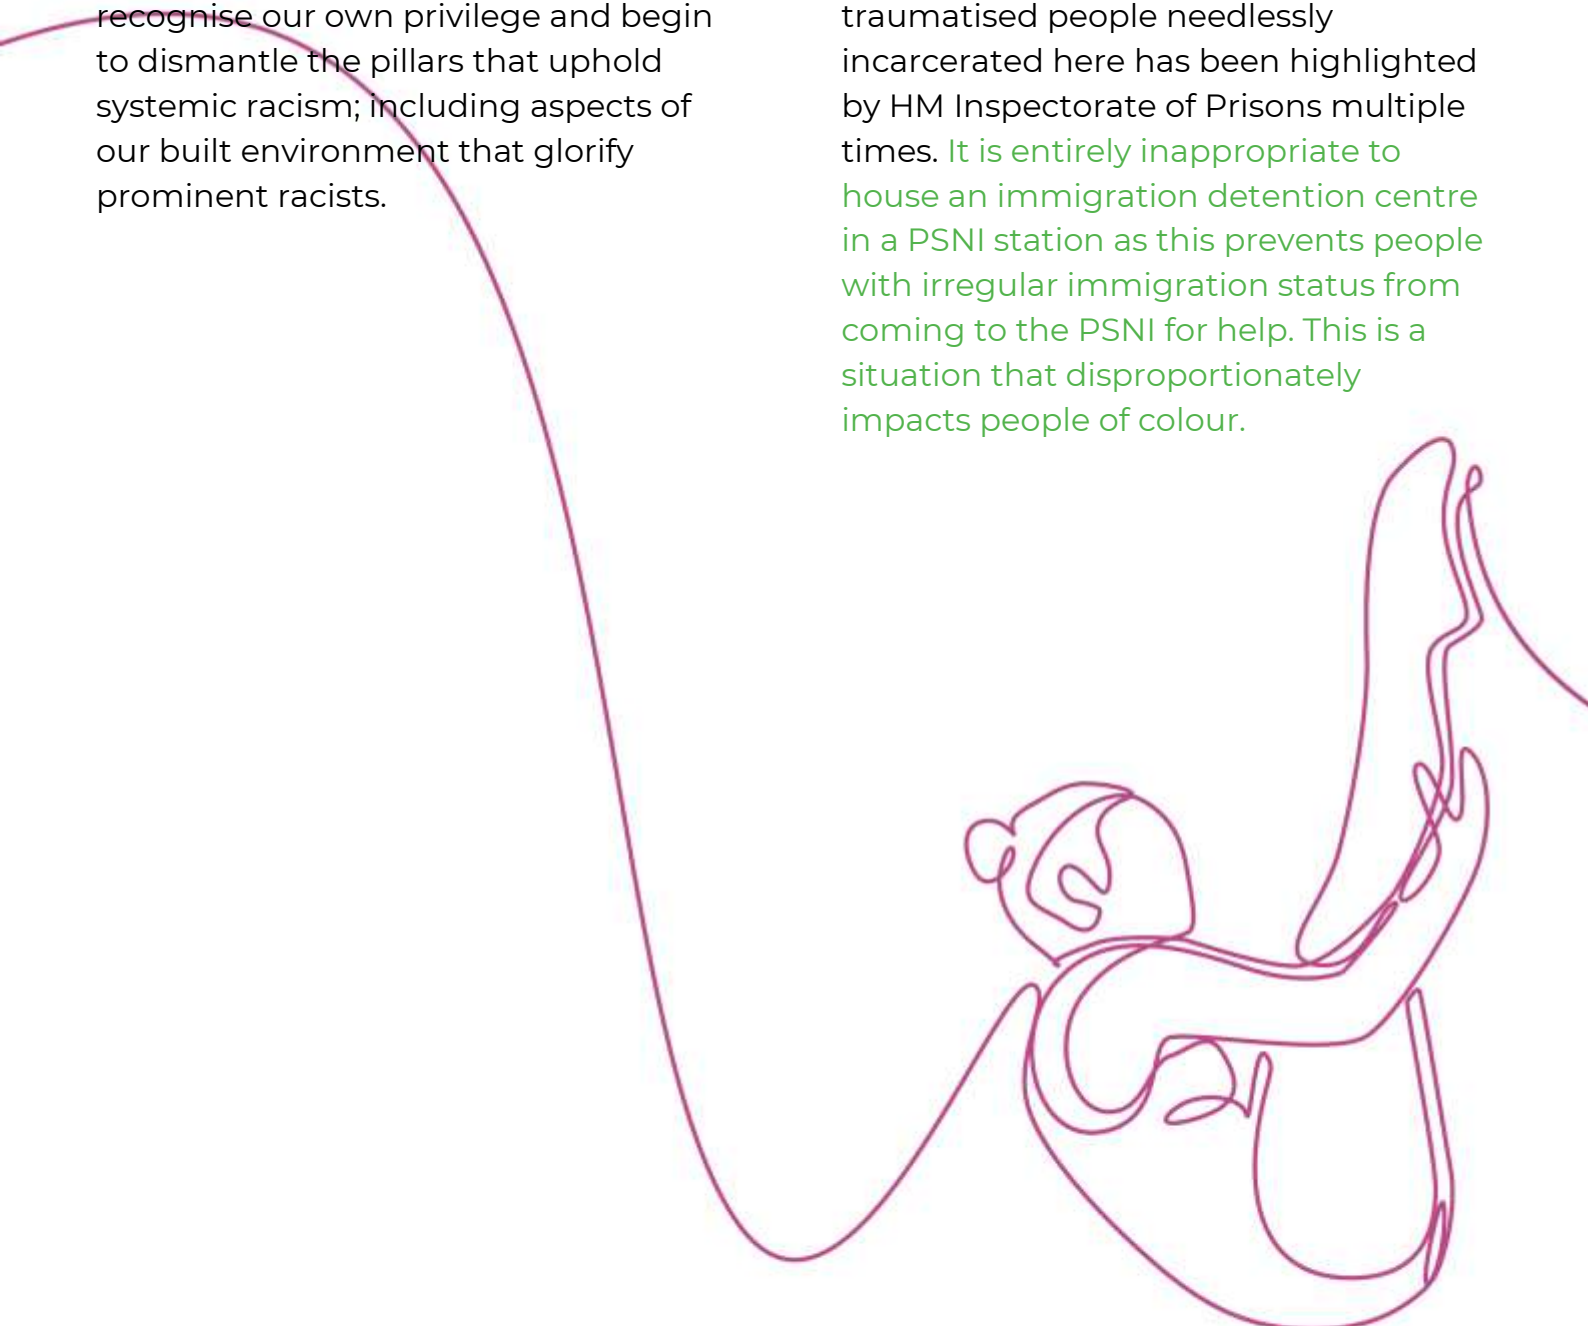 recognise our own privilege and begin
to dismantle the pillars that uphold
systemic racism; including aspects of
our built environment that glorify
prominent racists.
traumatised people needlessly
incarcerated here has been highlighted
by HM Inspectorate of Prisons multiple
times. It is entirely inappropriate to
house an immigration detention centre
in a PSNI station as this prevents people
with irregular immigration status from
coming to the PSNI for help. This is a
situation that disproportionately
impacts people of colour.